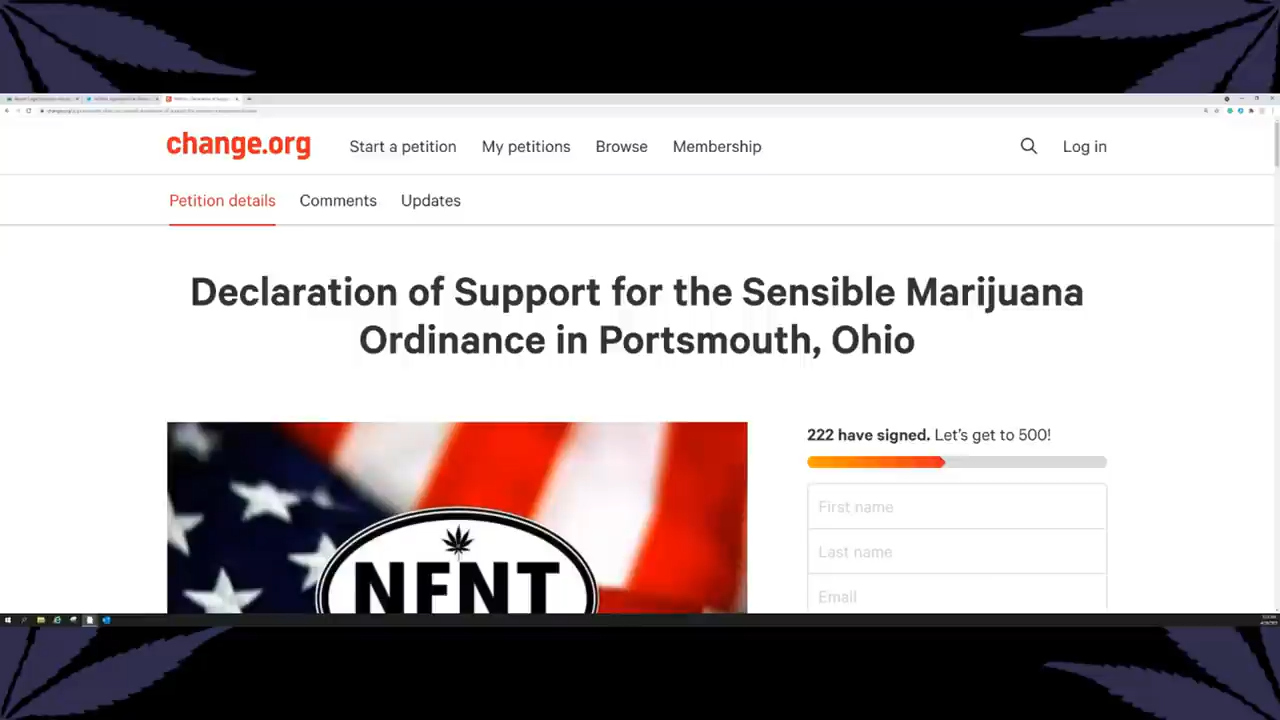 change.org
Start a petition
My petitions
Browse
Membership
Log in
Petition details
Comments
Updates
Declaration of Support for the Sensible Marijuana
Ordinance in Portsmouth, Ohio
222 have signed. Let's get to 500!
First name
Last name
Email
NFNT